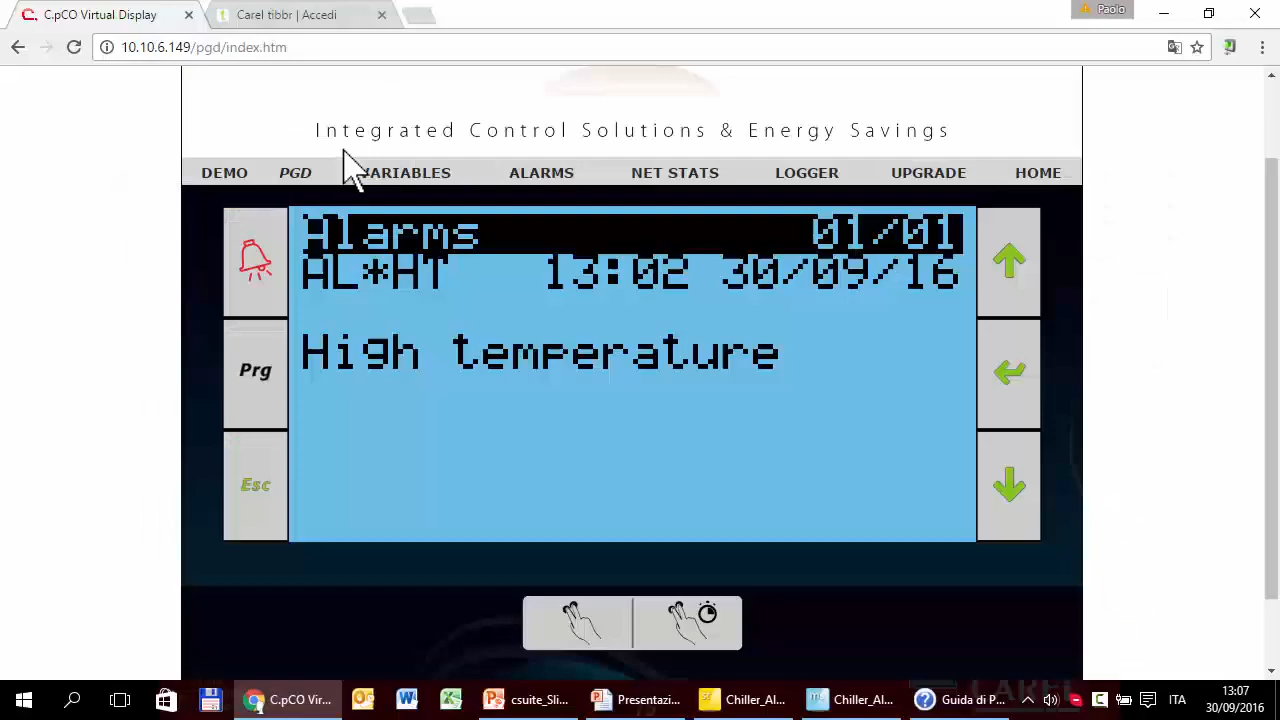 C.pCO Virtual Display
Carel tibbr | Accedi
Paolo
10.10.6.149/pgd/index.htm
Integrated Control Solutions & Energy Savings
DEMO PGD VARIABLES ALARMS NET STATS LOGGER UPGRADE HOME
Alarms 01/01
AL*HT 13:02 30/09/16
High temperature
Prg
Esc
C.pCO Vir...
csuite_Sli...
Presentazi...
Chiller_Al...
Chiller_Al...
Guida di P...
ITA
13:07
30/09/2016